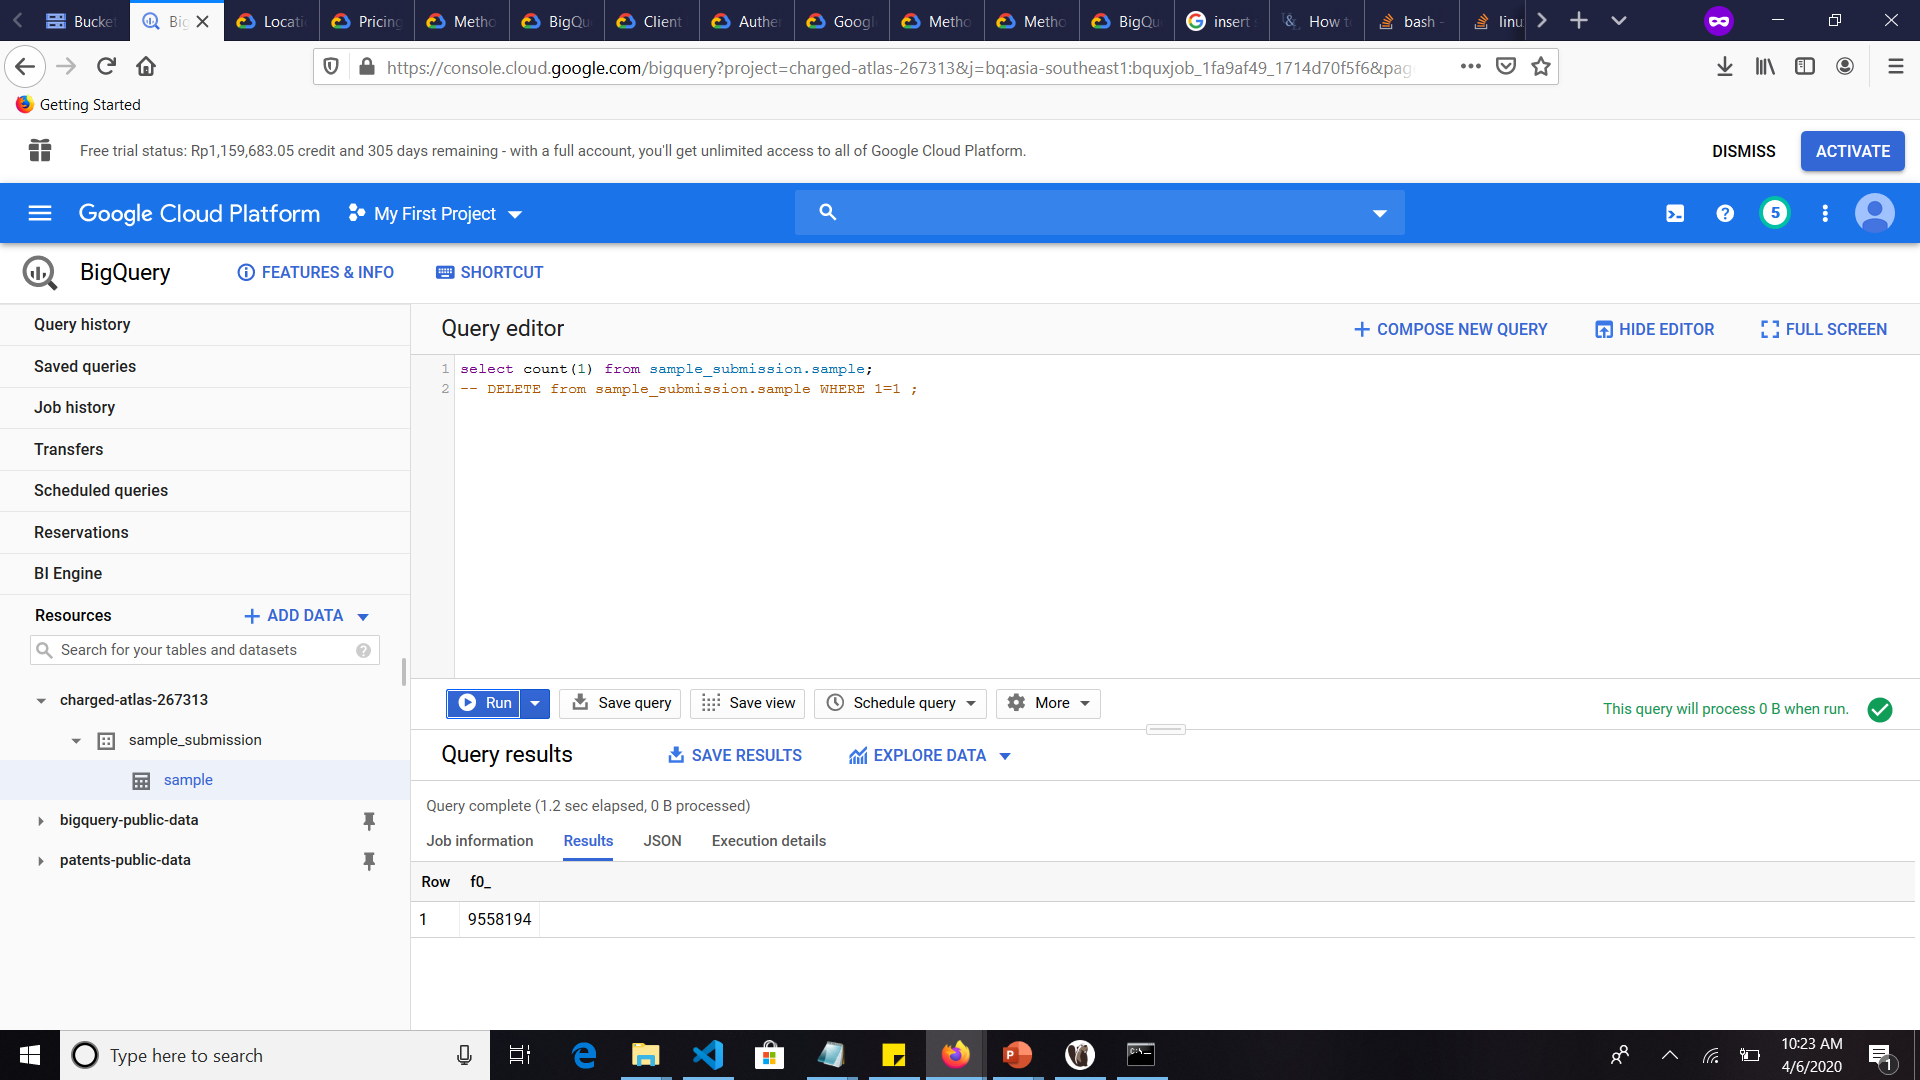 Bucket
Big
Locati
Pricing
Metho
BigQu
Client
Auther
Google
Metho
Metho
BigQu
insert
How t
bash -
linu
https://console.cloud.google.com/bigquery?project=charged-atlas-267313&j=bq:asia-southeast1:bquxjob_1fa9af49_1714d70f5f6&pag
Getting Started
Free trial status: Rp1,159,683.05 credit and 305 days remaining - with a full account, you'll get unlimited access to all of Google Cloud Platform.
DISMISS
ACTIVATE
Google Cloud Platform
My First Project
5
BigQuery
FEATURES & INFO
SHORTCUT
Query history
Saved queries
Job history
Transfers
Scheduled queries
Reservations
BI Engine
Resources
ADD DATA
Search for your tables and datasets
charged-atlas-267313
sample_submission
sample
bigquery-public-data
patents-public-data
Query editor
COMPOSE NEW QUERY
HIDE EDITOR
FULL SCREEN
1 select count(1) from sample_submission.sample;
2 -- DELETE from sample_submission.sample WHERE 1=1 ;
Run
Save query
Save view
Schedule query
More
This query will process 0 B when run.
Query results
SAVE RESULTS
EXPLORE DATA
Query complete (1.2 sec elapsed, 0 B processed)
Job information
Results
JSON
Execution details
Row f0_
1 9558194
Type here to search
10:23 AM
4/6/2020
1